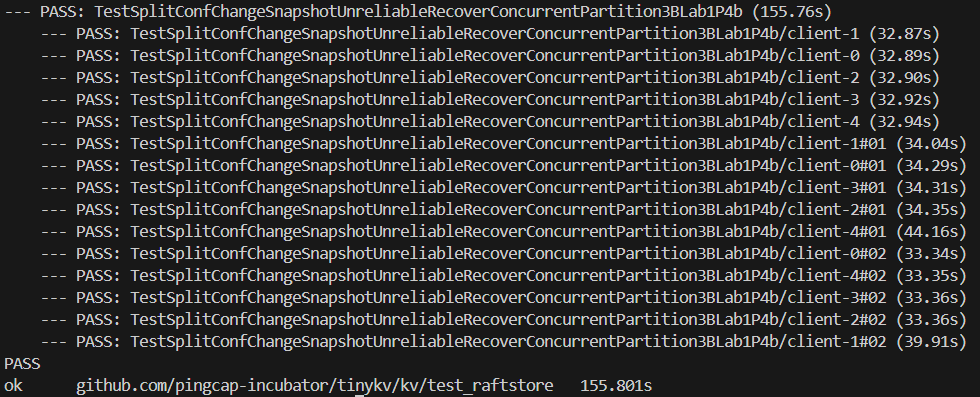 --- PASS: TestSplitConfChangeSnapshotUnreliableRecoverConcurrentPartition3BLab1P4b (155.76s)
    --- PASS: TestSplitConfChangeSnapshotUnreliableRecoverConcurrentPartition3BLab1P4b/client-1 (32.87s)
    --- PASS: TestSplitConfChangeSnapshotUnreliableRecoverConcurrentPartition3BLab1P4b/client-0 (32.89s)
    --- PASS: TestSplitConfChangeSnapshotUnreliableRecoverConcurrentPartition3BLab1P4b/client-2 (32.90s)
    --- PASS: TestSplitConfChangeSnapshotUnreliableRecoverConcurrentPartition3BLab1P4b/client-3 (32.92s)
    --- PASS: TestSplitConfChangeSnapshotUnreliableRecoverConcurrentPartition3BLab1P4b/client-4 (32.94s)
    --- PASS: TestSplitConfChangeSnapshotUnreliableRecoverConcurrentPartition3BLab1P4b/client-1#01 (34.04s)
    --- PASS: TestSplitConfChangeSnapshotUnreliableRecoverConcurrentPartition3BLab1P4b/client-0#01 (34.29s)
    --- PASS: TestSplitConfChangeSnapshotUnreliableRecoverConcurrentPartition3BLab1P4b/client-3#01 (34.31s)
    --- PASS: TestSplitConfChangeSnapshotUnreliableRecoverConcurrentPartition3BLab1P4b/client-2#01 (34.35s)
    --- PASS: TestSplitConfChangeSnapshotUnreliableRecoverConcurrentPartition3BLab1P4b/client-4#01 (44.16s)
    --- PASS: TestSplitConfChangeSnapshotUnreliableRecoverConcurrentPartition3BLab1P4b/client-0#02 (33.34s)
    --- PASS: TestSplitConfChangeSnapshotUnreliableRecoverConcurrentPartition3BLab1P4b/client-4#02 (33.35s)
    --- PASS: TestSplitConfChangeSnapshotUnreliableRecoverConcurrentPartition3BLab1P4b/client-3#02 (33.36s)
    --- PASS: TestSplitConfChangeSnapshotUnreliableRecoverConcurrentPartition3BLab1P4b/client-2#02 (33.36s)
    --- PASS: TestSplitConfChangeSnapshotUnreliableRecoverConcurrentPartition3BLab1P4b/client-1#02 (39.91s)
PASS
ok      github.com/pingcap-incubator/tinykv/kv/test_raftstore   155.801s